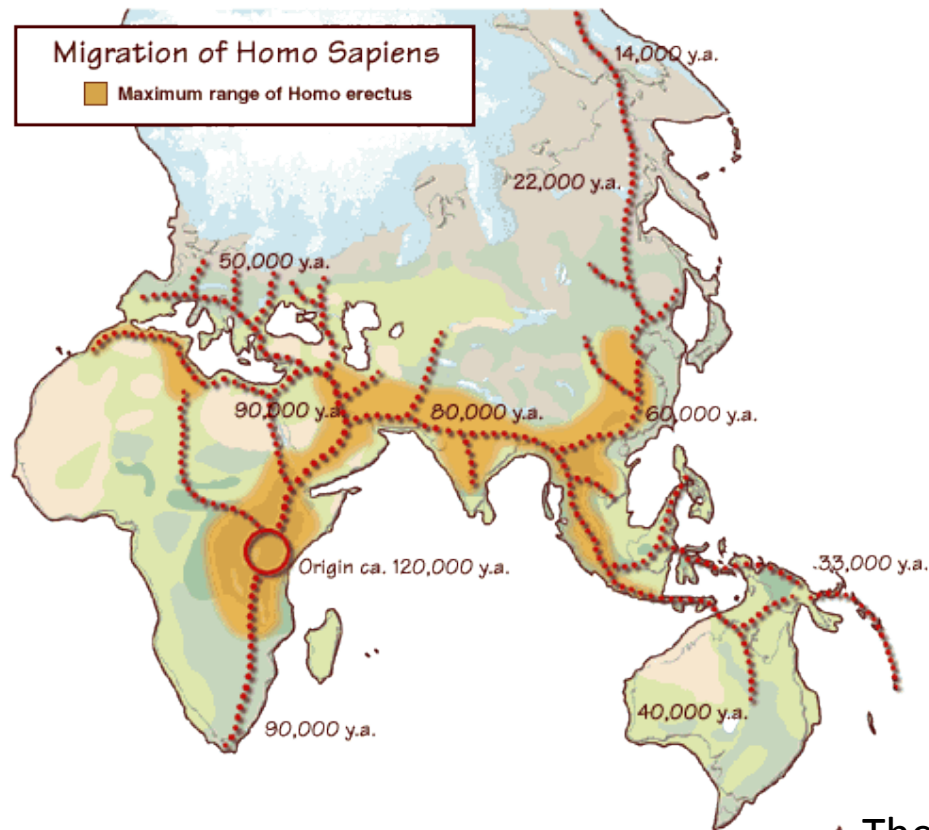 Migration of Homo Sapiens
Maximum range of Homo erectus
14,000 y.a.
22,000 y.a.
50,000 y.a.
90,000 y.a.
80,000 y.a.
60,000 y.a.
Origin ca. 120,000 y.a.
33,000 y.a.
40,000 y.a.
90,000 y.a.
The